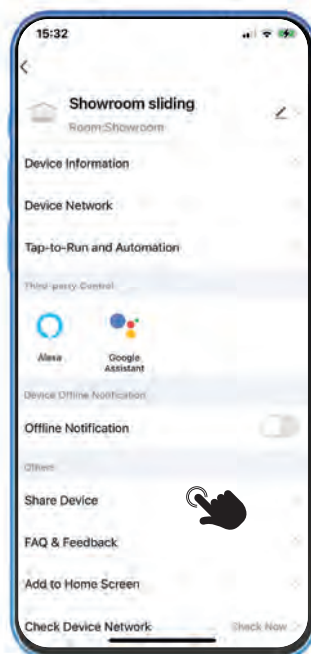 15:32
Showroom sliding
Room:Showroom
Device Information
Device Network
Tap-to-Run and Automation
Third-party Control
Alexa
Google
Assistant
Device Offline Notification
Offline Notification
Others
Share Device
FAQ & Feedback
Add to Home Screen
Check Device Network
Check Now